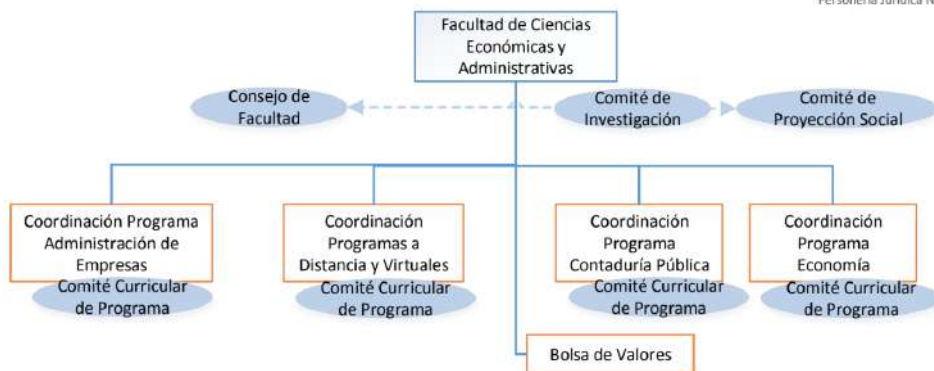 Personería Jurídica N
Facultad de Ciencias
Económicas y
Administrativas
Consejo de
Facultad
Comité de
Investigación
Comité de
Proyección Social
Coordinación Programa
Administración de
Empresas
Comité Curricular
de Programa
Coordinación
Programas a
Distancia y Virtuales
Comité Curricular
de Programa
Coordinación
Programa
Contaduría Pública
Comité Curricular
de Programa
Coordinación
Programa
Economía
Comité Curricular
de Programa
Bolsa de Valores